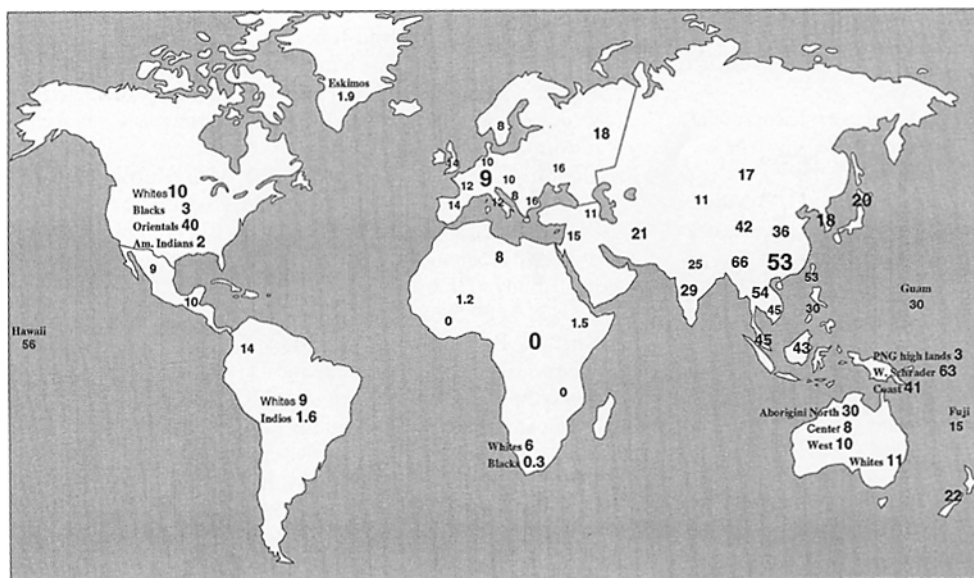 Eskimos
1.9
8
18
14
10
9
12
10
8
16
16
14
12
11
15
17
11
20
18
42
36
21
25
66
53
53
29
54
45
30
45
43
Whites 10
Blacks 3
Orientals 40
Am. Indians 2
9
10
Hawaii
56
14
Whites 9
Indios 1.6
8
1.2
0
1.5
0
0
Whites 6
Blacks 0.3
Guam
30
PNG high lands 3
W. Schrader 63
Coast 41
Aborigini North 30
Center 8
West 10
Whites 11
Fuji
15
22